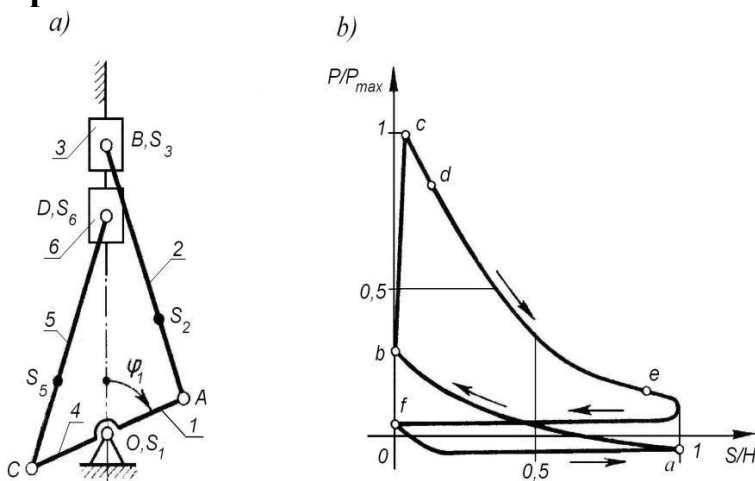 a)
3
B,S₃
D,S₆
6
2
5
S₂
S₅
φ₁
A
4
1
O,S₁
C
b)
P/Pmax
1
c
d
0,5
b
e
f
0
0,5
a
1
S/H